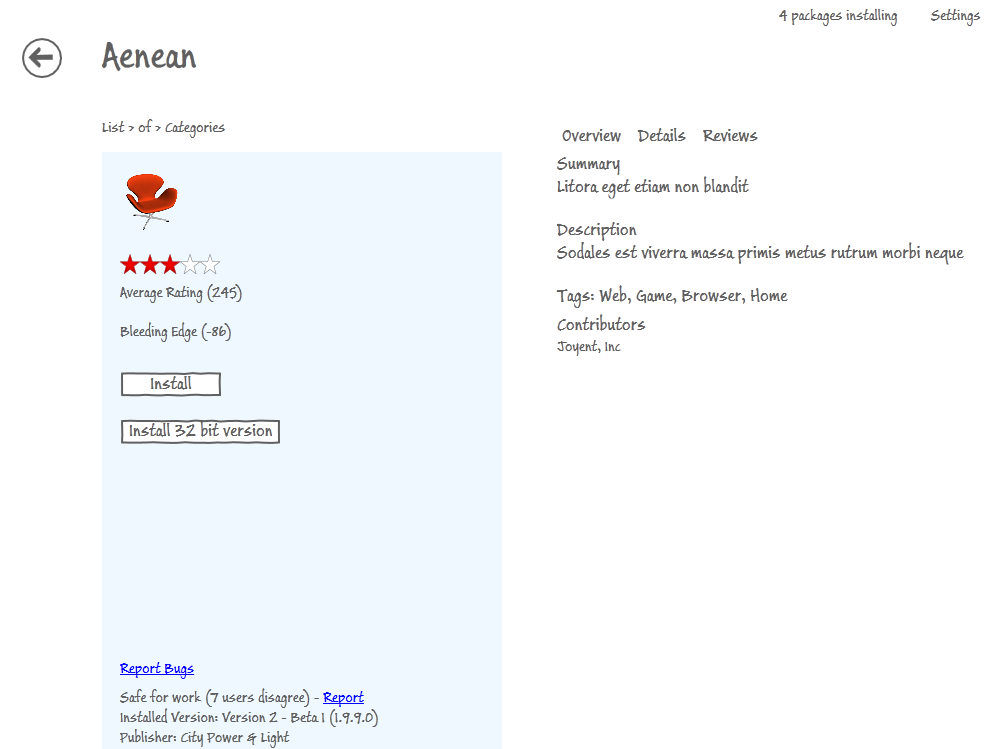 4 packages installing Settings
Aenean
List > of > Categories
Average Rating (245)
Bleeding Edge (-86)
Install
Install 32 bit version
Report Bugs
Safe for work (7 users disagree) - Report
Installed Version: Version 2 - Beta 1 (1.9.9.0)
Publisher: City Power & Light
Overview Details Reviews
Summary
Litora eget etiam non blandit
Description
Sodales est viverra massa primis metus rutrum morbi neque
Tags: Web, Game, Browser, Home
Contributors
Joyent, Inc